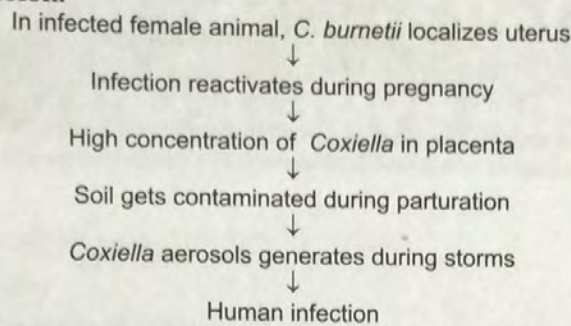 In infected female animal, C. burnetii localizes uterus
↓
Infection reactivates during pregnancy
↓
High concentration of Coxiella in placenta
↓
Soil gets contaminated during parturation
↓
Coxiella aerosols generates during storms
↓
Human infection